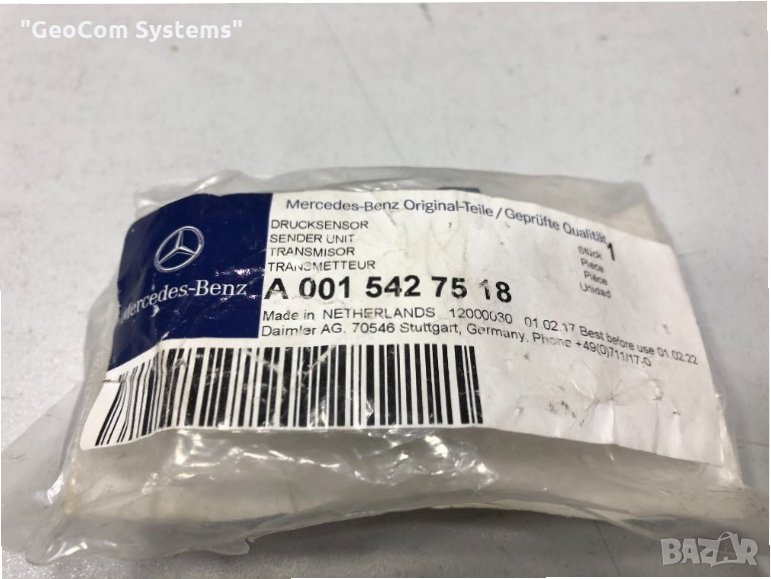 "GeoCom Systems"
Mercedes-Benz Original-Teile/Geprüfte Qualität
DRUCKSENSOR
SENDER UNIT
TRANSMISOR
TRANSMETTEUR
1
Stück
Piece
Pièce
Unidad
Mercedes-Benz
A 001 542 75 18
Made in NETHERLANDS 12000030 01.02.17 Best before use 01.02.22
Daimler AG, 70546 Stuttgart, Germany, Phone +49(0)711/17-0
BAZAR